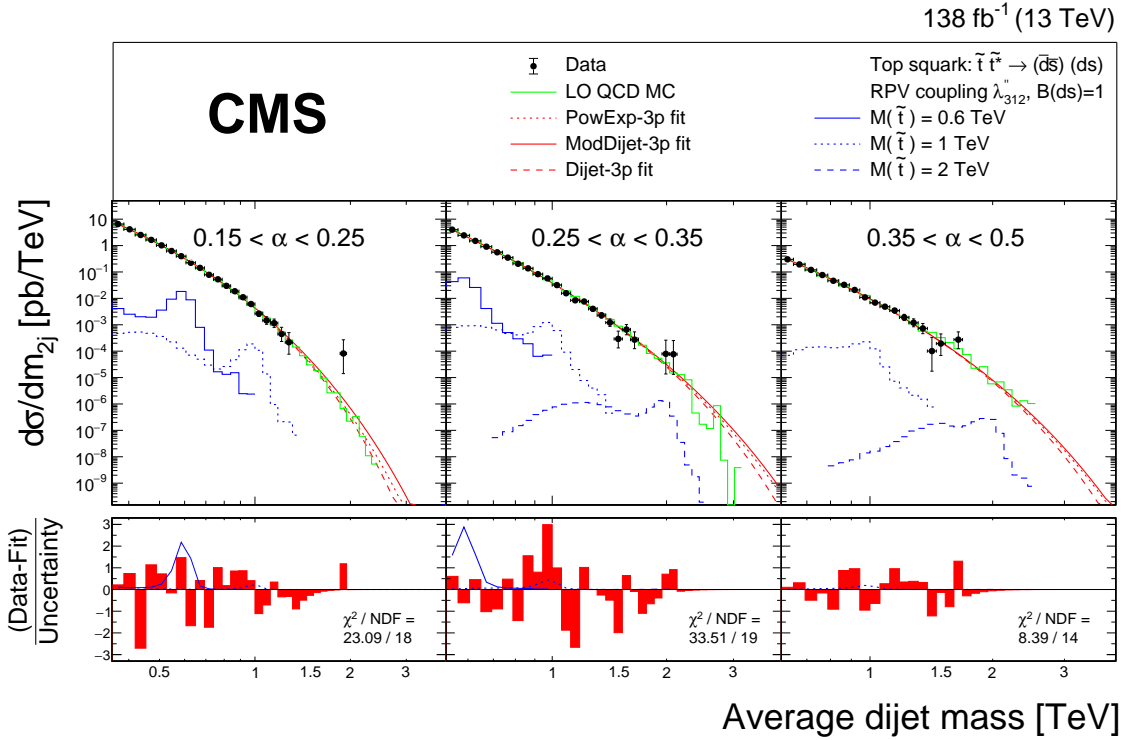 138 fb⁻¹ (13 TeV)
CMS
Data
LO QCD MC
PowExp-3p fit
ModDijet-3p fit
Dijet-3p fit
Top squark: t̃ t̃* → (d̅s̅) (ds)
RPV coupling λ″₃₁₂, B(ds)=1
M( t̃ ) = 0.6 TeV
M( t̃ ) = 1 TeV
M( t̃ ) = 2 TeV
dσ/dm₂ⱼ [pb/TeV]
10
1
10⁻¹
10⁻²
10⁻³
10⁻⁴
10⁻⁵
10⁻⁶
10⁻⁷
10⁻⁸
10⁻⁹
0.15 < α < 0.25
0.25 < α < 0.35
0.35 < α < 0.5
(Data-Fit)
Uncertainty
3
2
1
0
−1
−2
−3
χ² / NDF =
23.09 / 18
χ² / NDF =
33.51 / 19
χ² / NDF =
8.39 / 14
0.5 1 1.5 2 3
1 1.5 2 3
1 1.5 2 3
Average dijet mass [TeV]